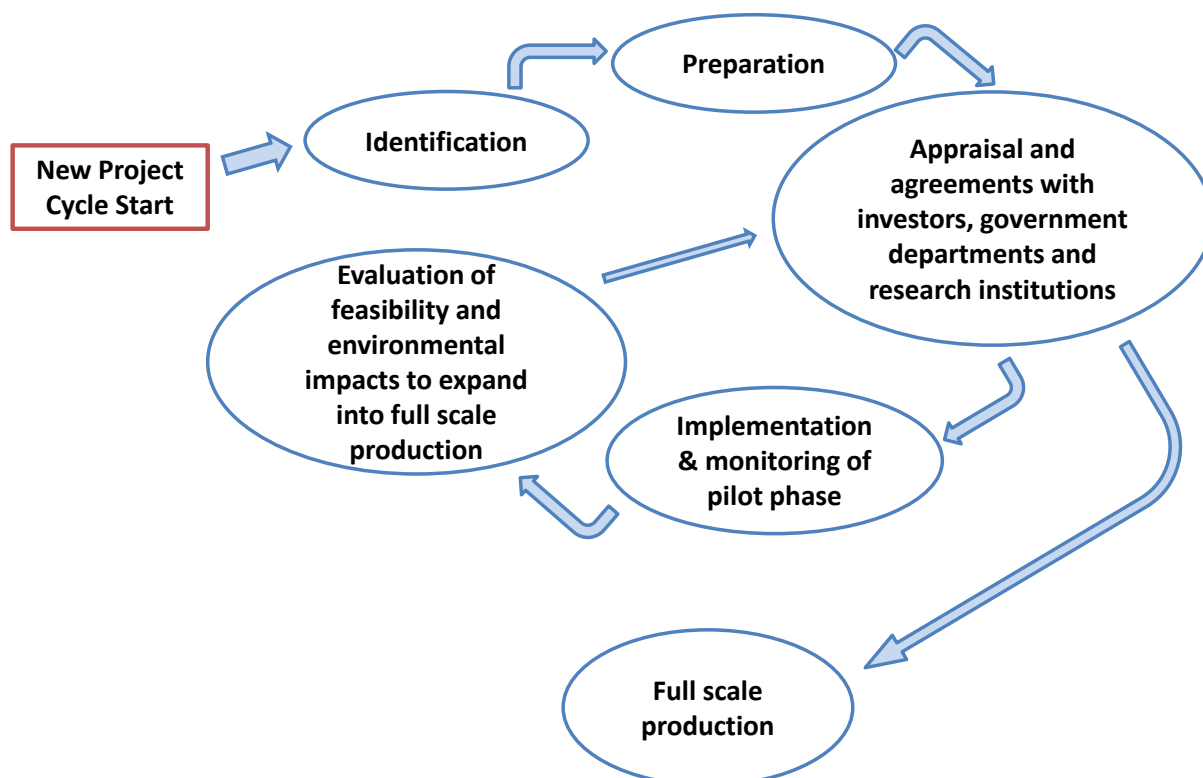 New Project
Cycle Start
Identification
Preparation
Appraisal and
agreements with
investors, government
departments and
research institutions
Implementation
& monitoring of
pilot phase
Evaluation of
feasibility and
environmental
impacts to expand
into full scale
production
Full scale
production